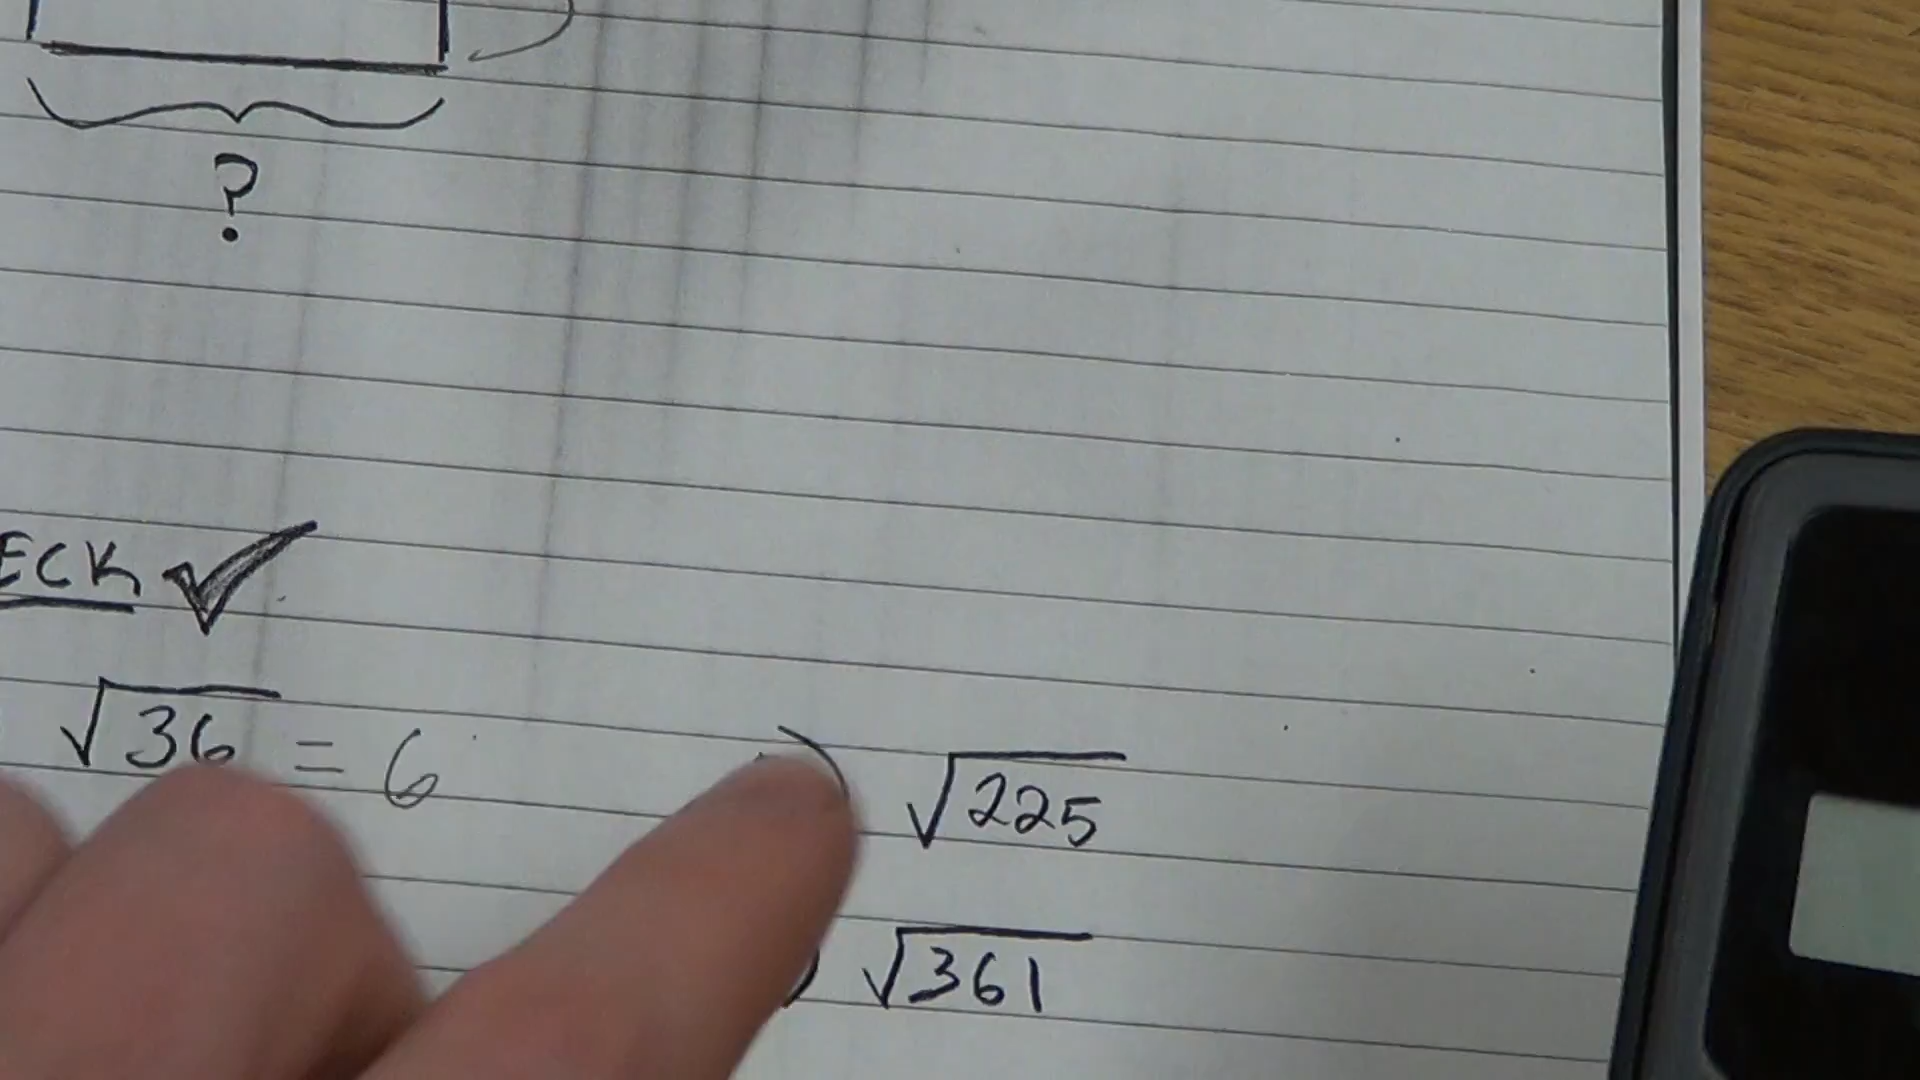 ?
ECK ✓
√36 = 6
) √225
) √361